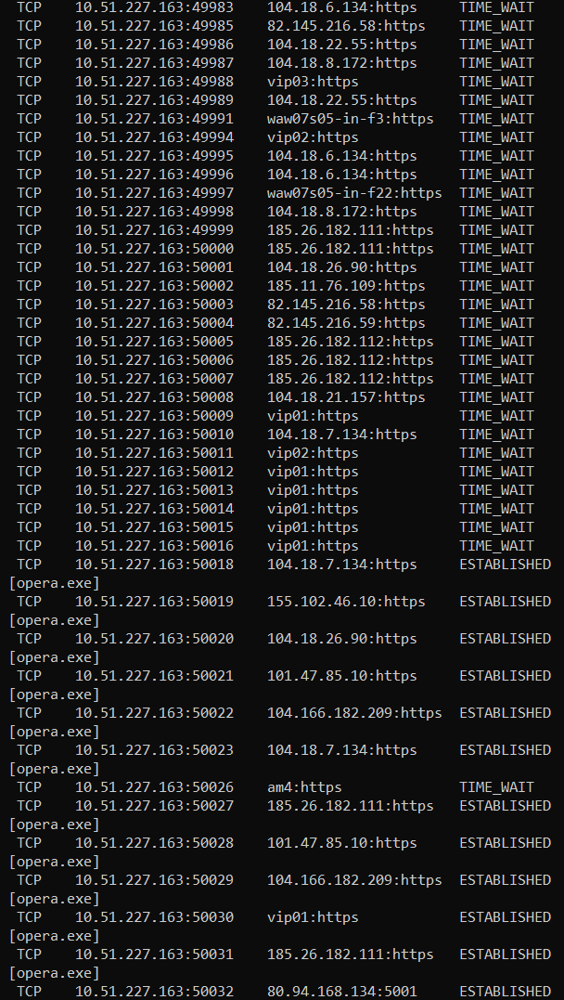 TCP 10.51.227.163:49983 104.18.6.134:https TIME_WAIT
TCP 10.51.227.163:49985 82.145.216.58:https TIME_WAIT
TCP 10.51.227.163:49986 104.18.22.55:https TIME_WAIT
TCP 10.51.227.163:49987 104.18.8.172:https TIME_WAIT
TCP 10.51.227.163:49988 vip03:https TIME_WAIT
TCP 10.51.227.163:49989 104.18.22.55:https TIME_WAIT
TCP 10.51.227.163:49991 waw07s05-in-f3:https TIME_WAIT
TCP 10.51.227.163:49994 vip02:https TIME_WAIT
TCP 10.51.227.163:49995 104.18.6.134:https TIME_WAIT
TCP 10.51.227.163:49996 104.18.6.134:https TIME_WAIT
TCP 10.51.227.163:49997 waw07s05-in-f22:https TIME_WAIT
TCP 10.51.227.163:49998 104.18.8.172:https TIME_WAIT
TCP 10.51.227.163:49999 185.26.182.111:https TIME_WAIT
TCP 10.51.227.163:50000 185.26.182.111:https TIME_WAIT
TCP 10.51.227.163:50001 104.18.26.90:https TIME_WAIT
TCP 10.51.227.163:50002 185.11.76.109:https TIME_WAIT
TCP 10.51.227.163:50003 82.145.216.58:https TIME_WAIT
TCP 10.51.227.163:50004 82.145.216.59:https TIME_WAIT
TCP 10.51.227.163:50005 185.26.182.112:https TIME_WAIT
TCP 10.51.227.163:50006 185.26.182.112:https TIME_WAIT
TCP 10.51.227.163:50007 185.26.182.112:https TIME_WAIT
TCP 10.51.227.163:50008 104.18.21.157:https TIME_WAIT
TCP 10.51.227.163:50009 vip01:https TIME_WAIT
TCP 10.51.227.163:50010 104.18.7.134:https TIME_WAIT
TCP 10.51.227.163:50011 vip02:https TIME_WAIT
TCP 10.51.227.163:50012 vip01:https TIME_WAIT
TCP 10.51.227.163:50013 vip01:https TIME_WAIT
TCP 10.51.227.163:50014 vip01:https TIME_WAIT
TCP 10.51.227.163:50015 vip01:https TIME_WAIT
TCP 10.51.227.163:50016 vip01:https TIME_WAIT
TCP 10.51.227.163:50018 104.18.7.134:https ESTABLISHED
[opera.exe]
TCP 10.51.227.163:50019 155.102.46.10:https ESTABLISHED
[opera.exe]
TCP 10.51.227.163:50020 104.18.26.90:https ESTABLISHED
[opera.exe]
TCP 10.51.227.163:50021 101.47.85.10:https ESTABLISHED
[opera.exe]
TCP 10.51.227.163:50022 104.166.182.209:https ESTABLISHED
[opera.exe]
TCP 10.51.227.163:50023 104.18.7.134:https ESTABLISHED
[opera.exe]
TCP 10.51.227.163:50026 am4:https TIME_WAIT
TCP 10.51.227.163:50027 185.26.182.111:https ESTABLISHED
[opera.exe]
TCP 10.51.227.163:50028 101.47.85.10:https ESTABLISHED
[opera.exe]
TCP 10.51.227.163:50029 104.166.182.209:https ESTABLISHED
[opera.exe]
TCP 10.51.227.163:50030 vip01:https ESTABLISHED
[opera.exe]
TCP 10.51.227.163:50031 185.26.182.111:https ESTABLISHED
[opera.exe]
TCP 10.51.227.163:50032 80.94.168.134:5001 ESTABLISHED